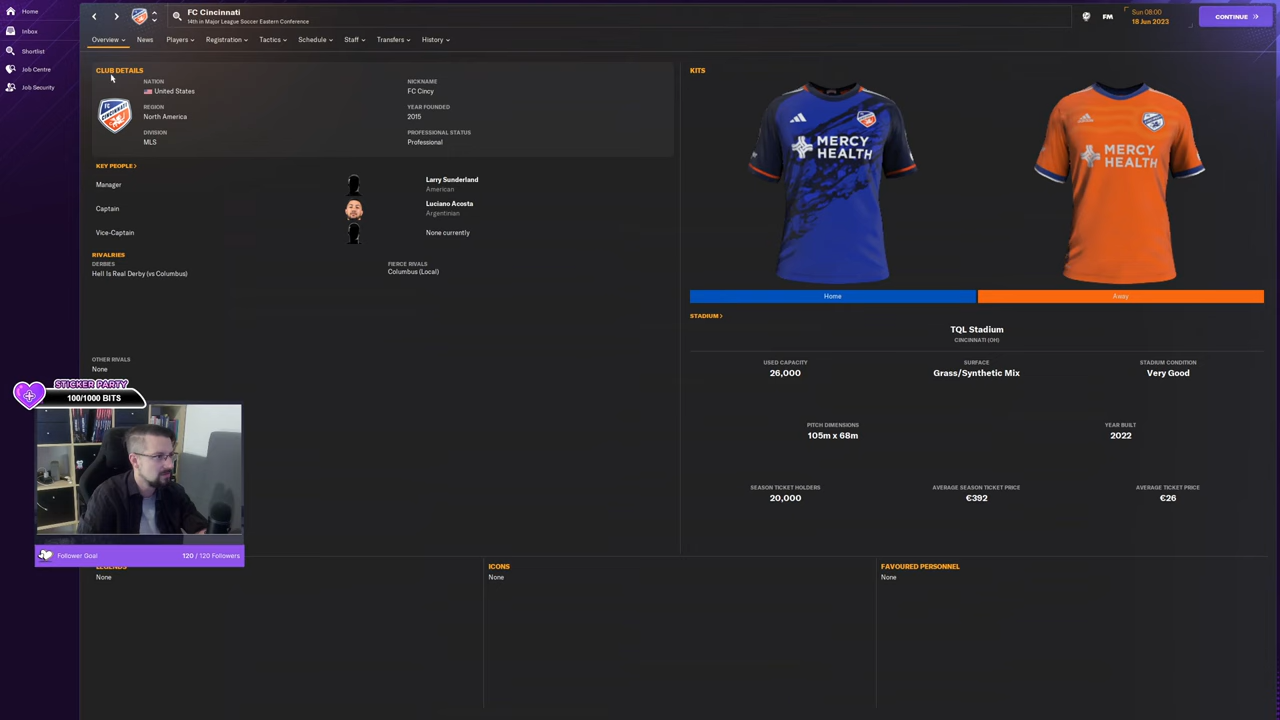 Home
Inbox
Shortlist
Job Centre
Job Security
FC Cincinnati
14th in Major League Soccer Eastern Conference
FM
Sun 08:00
18 Jun 2023
CONTINUE
Overview
News
Players
Registration
Tactics
Schedule
Staff
Transfers
History
CLUB DETAILS
NATION
United States
NICKNAME
FC Cincy
REGION
North America
YEAR FOUNDED
2015
DIVISION
MLS
PROFESSIONAL STATUS
Professional
FC
CINCINNATI
KEY PEOPLE >
Manager
Larry Sunderland
American
Captain
Luciano Acosta
Argentinian
Vice-Captain
None currently
RIVALRIES
DERBIES
Hell Is Real Derby (vs Columbus)
FIERCE RIVALS
Columbus (Local)
OTHER RIVALS
None
KITS
MERCY
HEALTH
MERCY
HEALTH
Home
Away
STADIUM >
TQL Stadium
CINCINNATI (OH)
USED CAPACITY
26,000
SURFACE
Grass/Synthetic Mix
STADIUM CONDITION
Very Good
PITCH DIMENSIONS
105m x 68m
YEAR BUILT
2022
SEASON TICKET HOLDERS
20,000
AVERAGE SEASON TICKET PRICE
€392
AVERAGE TICKET PRICE
€26
STICKER PARTY
100/1000 BITS
Follower Goal
120 / 120 Followers
LEGENDS
None
ICONS
None
FAVOURED PERSONNEL
None